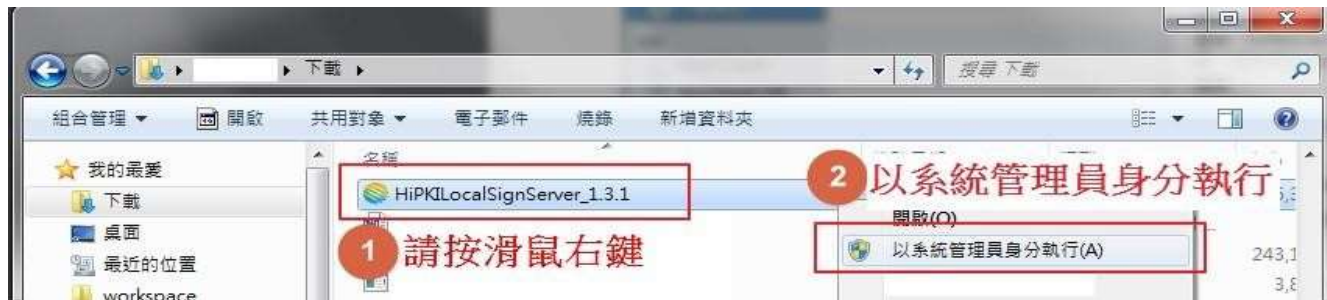 下載
搜尋 下載
組合管理 開啟 共用對象 電子郵件 燒錄 新增資料夾
我的最愛
名稱
下載
HiPKILocalSignServer_1.3.1
2 以系統管理員身分執行
桌面
1 請按滑鼠右鍵
開啟(O)
最近的位置
以系統管理員身分執行(A)
243,1
workspace